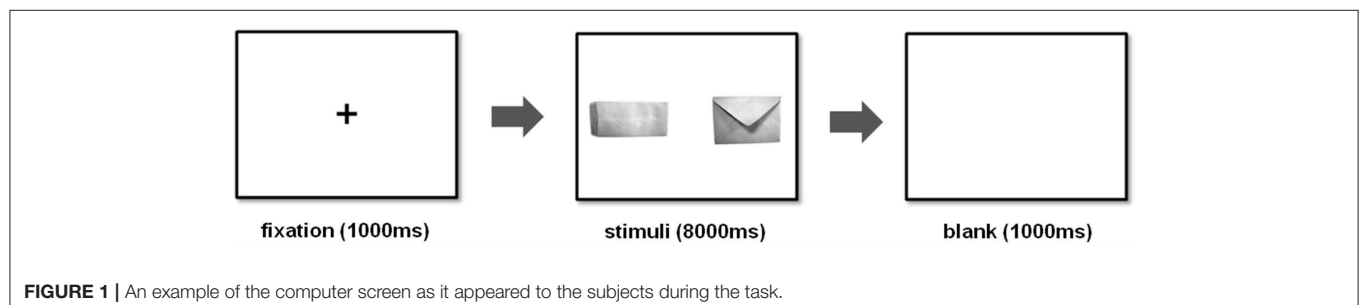 fixation (1000ms)
stimuli (8000ms)
blank (1000ms)
FIGURE 1 | An example of the computer screen as it appeared to the subjects during the task.